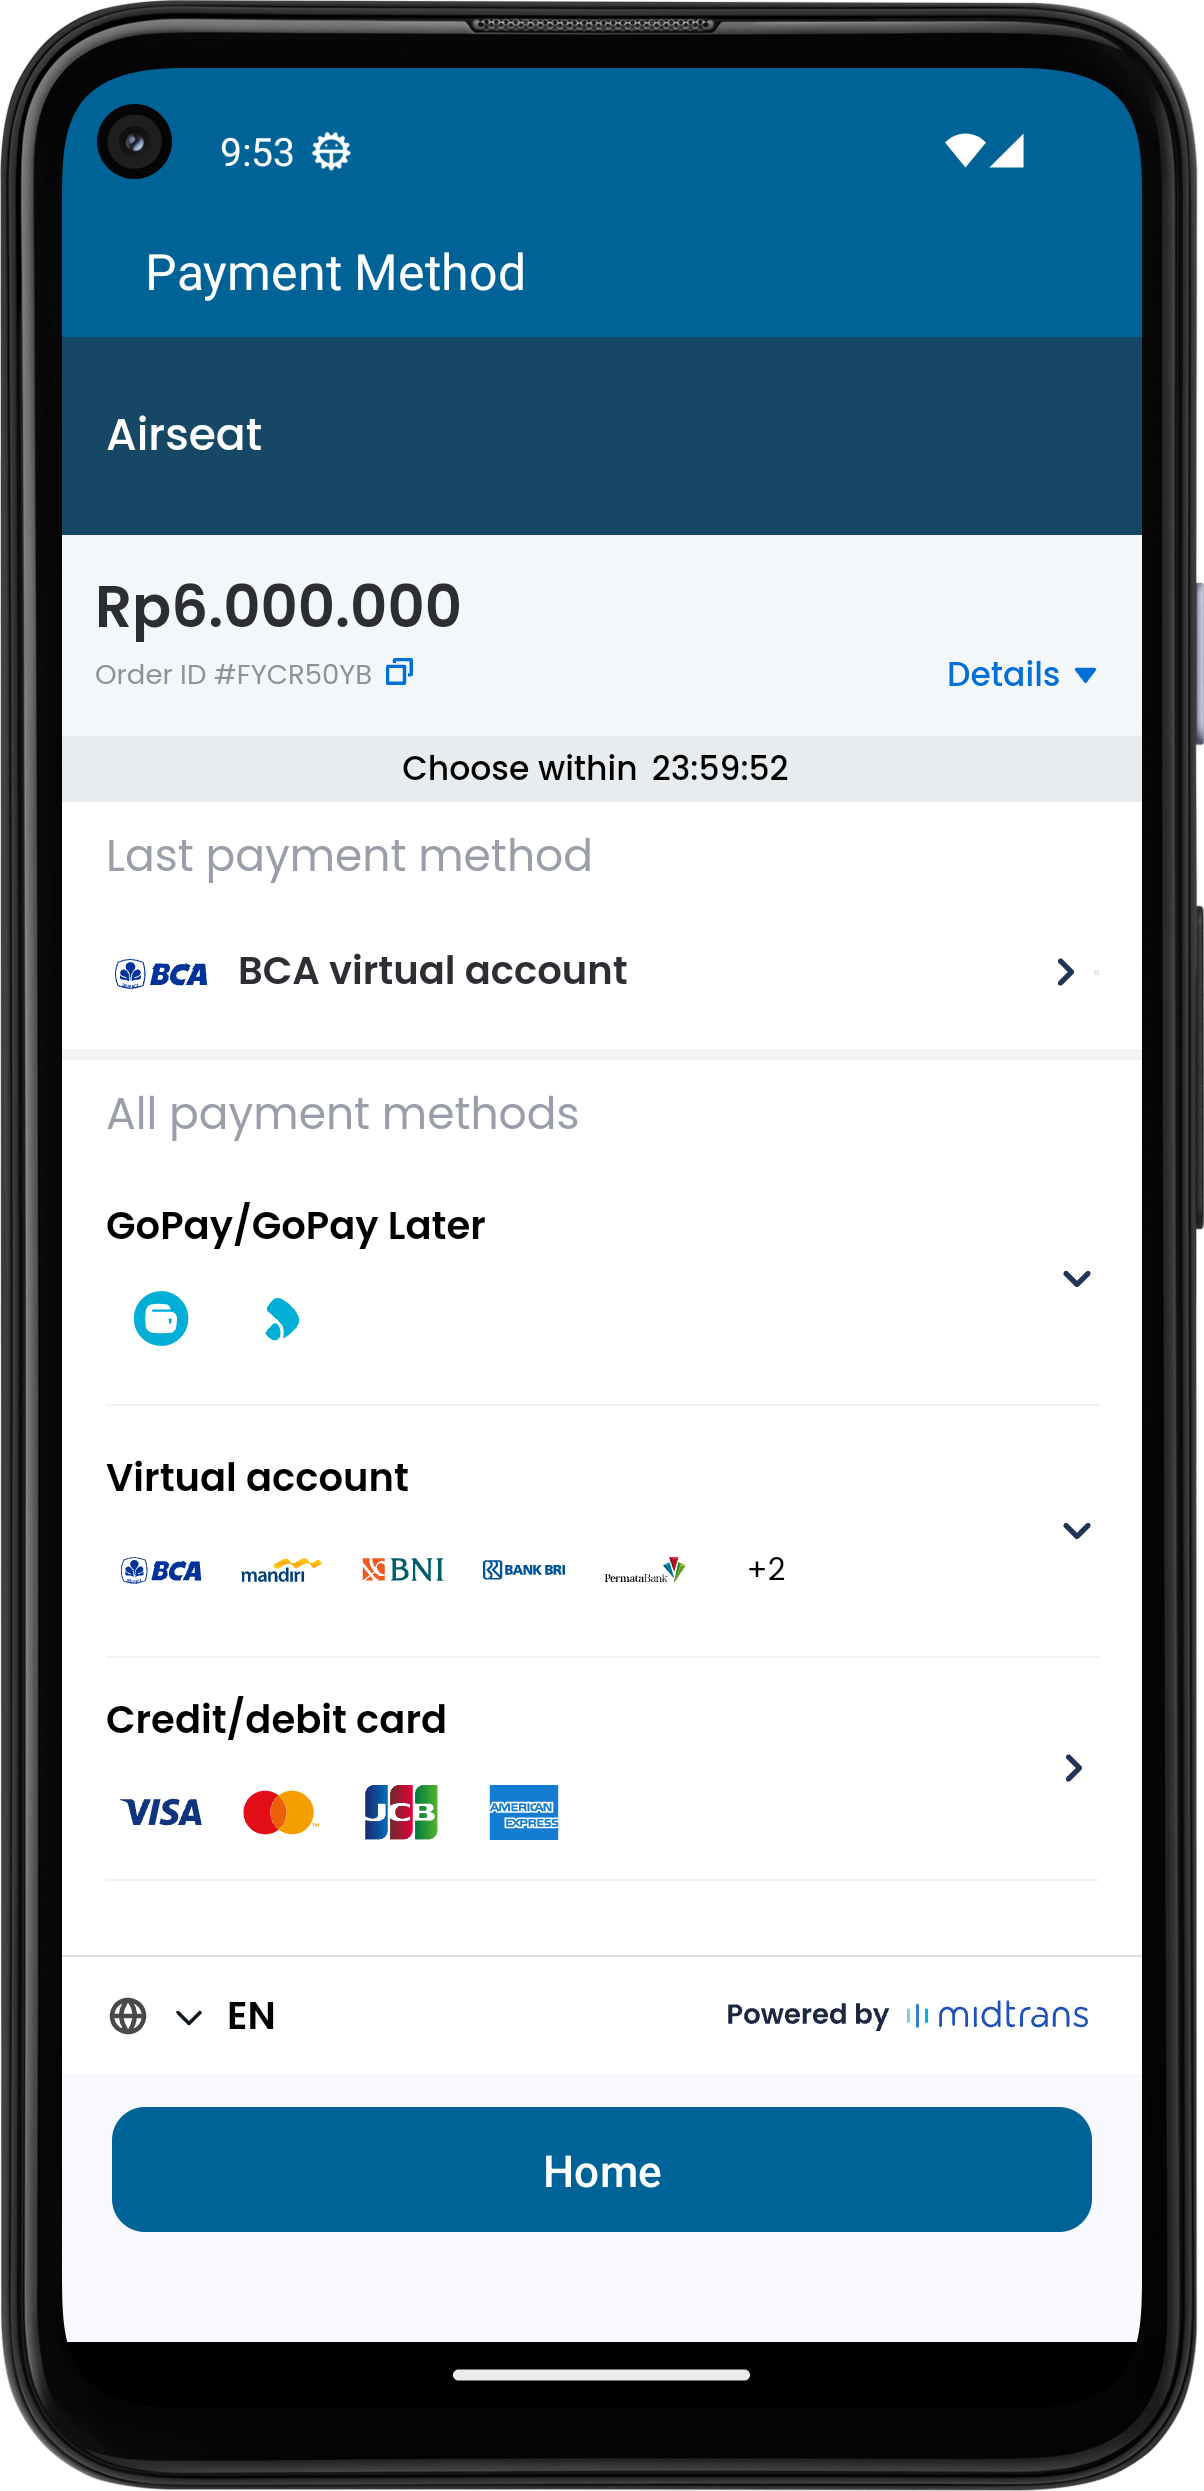 9:53
Payment Method
Airseat
Rp6.000.000
Order ID #FYCR50YB
Details
Choose within 23:59:52
Last payment method
BCA BCA virtual account
All payment methods
GoPay/GoPay Later
Virtual account
BCA mandiri BNI BANK BRI PermataBank +2
Credit/debit card
VISA JCB AMERICAN EXPRESS
EN Powered by midtrans
Home